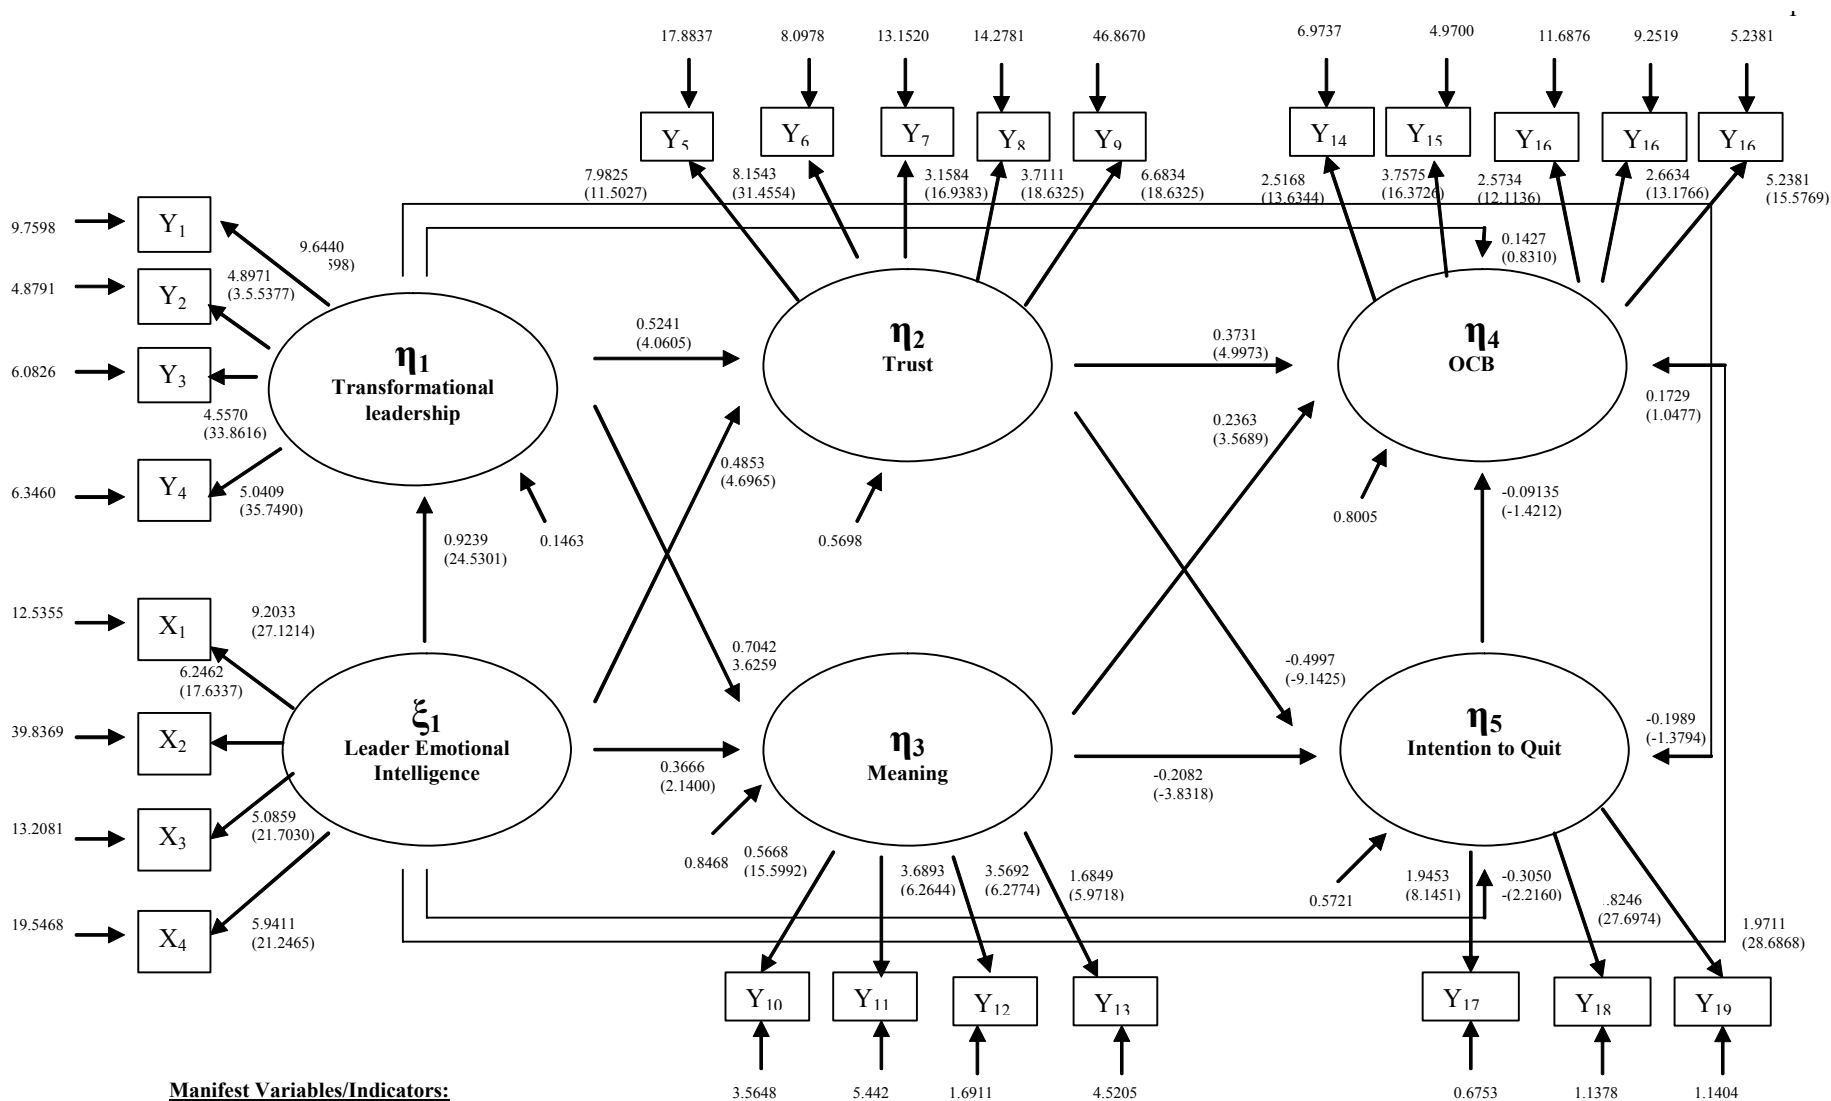 17.8837
8.0978
13.1520
14.2781
46.8670
6.9737
4.9700
11.6876
9.2519
5.2381
Y5
Y6
Y7
Y8
Y9
Y14
Y15
Y16
Y16
Y16
7.9825
(11.5027)
8.1543
(31.4554)
3.1584
(16.9383)
3.7111
(18.6325)
6.6834
(18.6325)
2.5168
(13.6344)
3.7575
(16.3726)
2.5734
(12.1136)
2.6634
(13.1766)
5.2381
(15.5769)
9.7598
Y1
9.6440
598)
4.8791
Y2
4.8971
(3.5.5377)
6.0826
Y3
4.5570
(33.8616)
6.3460
Y4
5.0409
(35.7490)
η1
Transformational
leadership
0.5241
(4.0605)
η2
Trust
0.3731
(4.9973)
η4
OCB
0.1427
(0.8310)
0.1729
(1.0477)
0.2363
(3.5689)
0.4853
(4.6965)
0.9239
(24.5301)
0.1463
0.5698
0.8005
-0.09135
(-1.4212)
12.5355
X1
9.2033
(27.1214)
6.2462
(17.6337)
39.8369
X2
13.2081
X3
5.0859
(21.7030)
19.5468
X4
5.9411
(21.2465)
ξ1
Leader Emotional
Intelligence
0.7042
3.6259
0.3666
(2.1400)
η3
Meaning
-0.4997
(-9.1425)
-0.2082
(-3.8318)
η5
Intention to Quit
-0.1989
(-1.3794)
0.8468
0.5668
(15.5992)
3.6893
(6.2644)
3.5692
(6.2774)
1.6849
(5.9718)
0.5721
1.9453
(8.1451)
-0.3050
-(2.2160)
.8246
(27.6974)
1.9711
(28.6868)
Y10
Y11
Y12
Y13
Y17
Y18
Y19
Manifest Variables/Indicators:
3.5648
5.442
1.6911
4.5205
0.6753
1.1378
1.1404